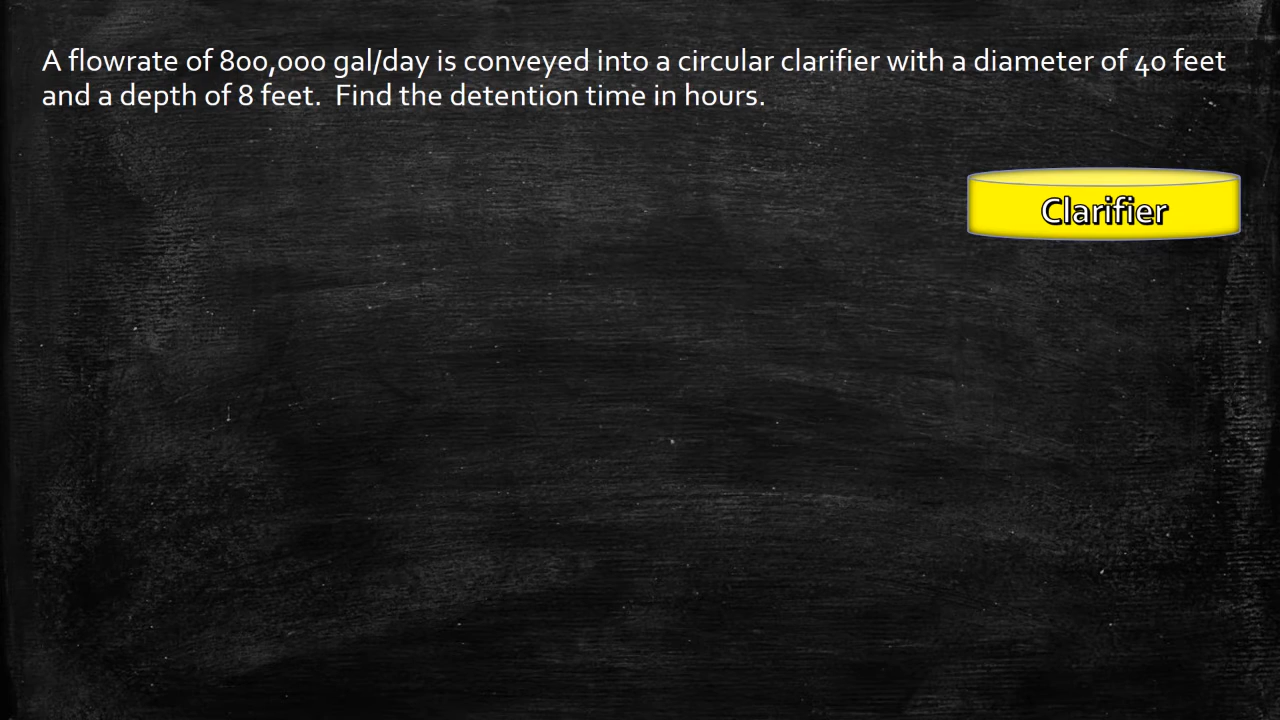 A flowrate of 800,000 gal/day is conveyed into a circular clarifier with a diameter of 40 feet
and a depth of 8 feet.  Find the detention time in hours.
Clarifier